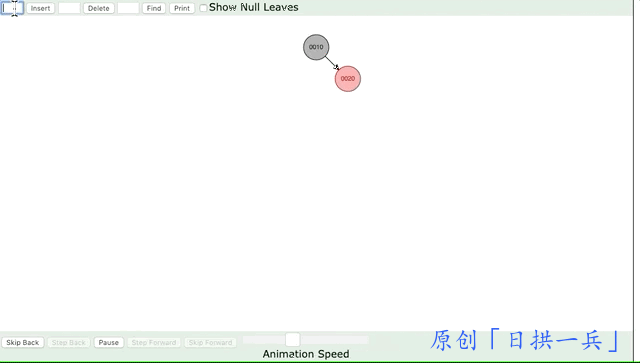 Insert Delete Find Print Show Null Leaves
0010
0020
Skip Back Step Back Pause Step Forward Skip Forward
Animation Speed
原创「日拱一兵」